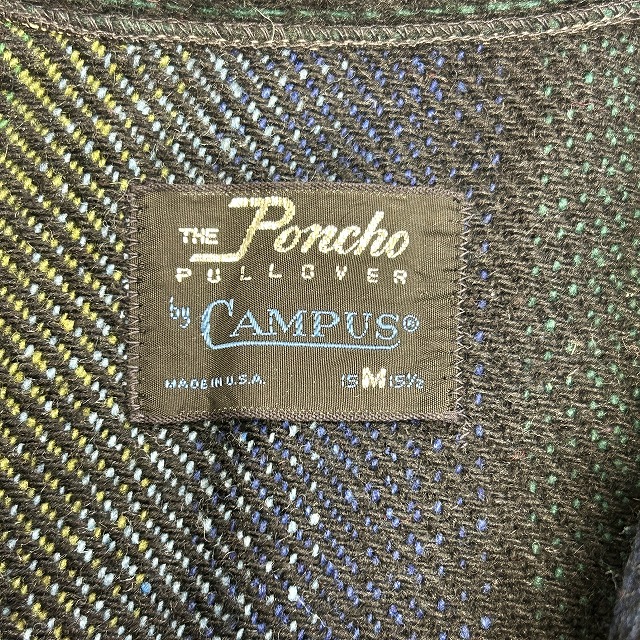 THE Poncho
PULLOVER
by CAMPUS®
MADE IN U.S.A. 15 M 15½